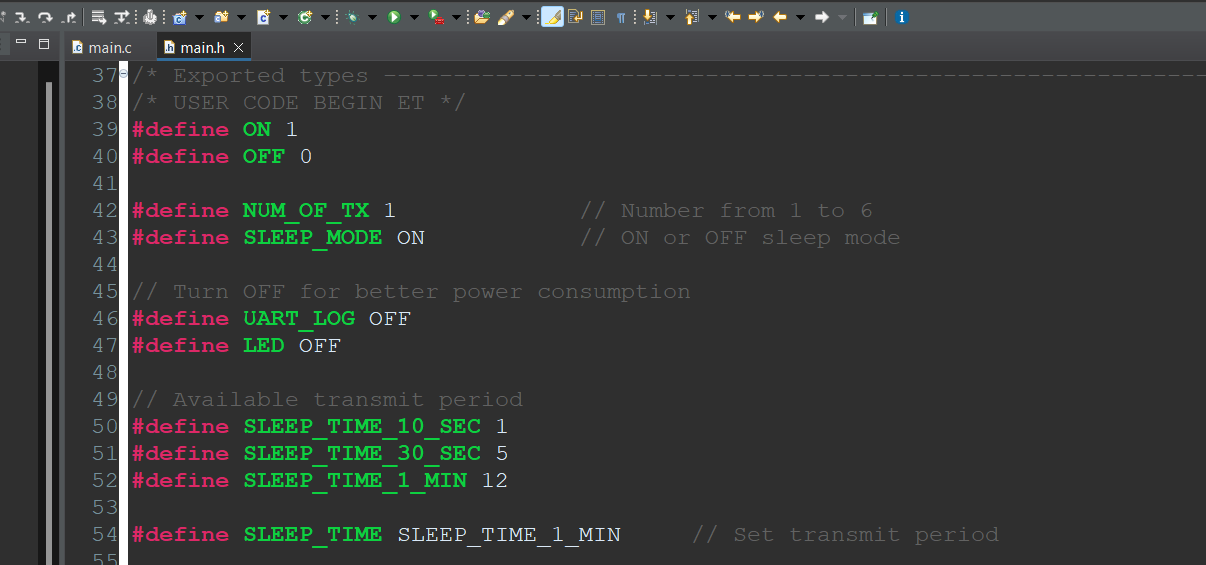 main.c
main.h
37 /* Exported types ------------------------------------------------------------
38 /* USER CODE BEGIN ET */
39 #define ON 1
40 #define OFF 0
41
42 #define NUM_OF_TX 1 // Number from 1 to 6
43 #define SLEEP_MODE ON // ON or OFF sleep mode
44
45 // Turn OFF for better power consumption
46 #define UART_LOG OFF
47 #define LED OFF
48
49 // Available transmit period
50 #define SLEEP_TIME_10_SEC 1
51 #define SLEEP_TIME_30_SEC 5
52 #define SLEEP_TIME_1_MIN 12
53
54 #define SLEEP_TIME SLEEP_TIME_1_MIN // Set transmit period
55